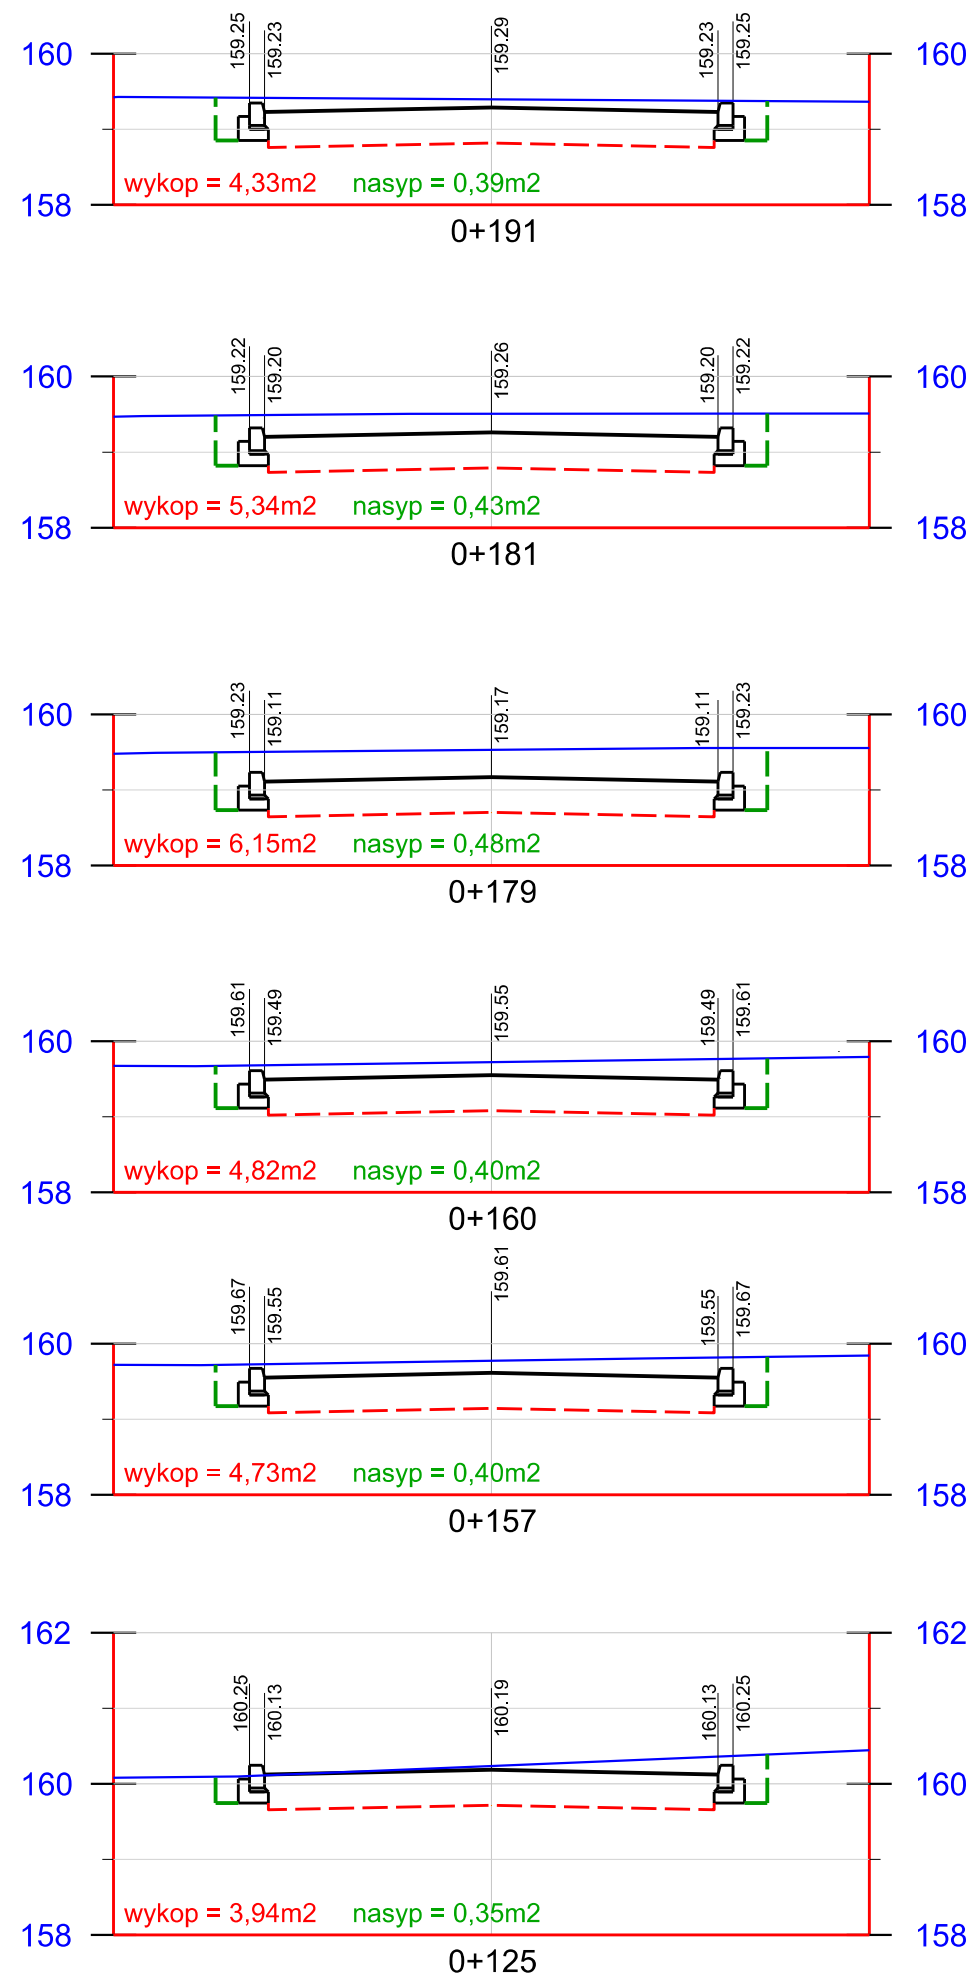 159.25 159.23 159.29 159.23 159.25
160 160
wykop = 4,33m2 nasyp = 0,39m2
158 158
0+191
159.22 159.20 159.26 159.20 159.22
160 160
wykop = 5,34m2 nasyp = 0,43m2
158 158
0+181
159.23 159.11 159.17 159.11 159.23
160 160
wykop = 6,15m2 nasyp = 0,48m2
158 158
0+179
159.61 159.49 159.55 159.49 159.61
160 160
wykop = 4,82m2 nasyp = 0,40m2
158 158
0+160
159.67 159.55 159.61 159.55 159.67
160 160
wykop = 4,73m2 nasyp = 0,40m2
158 158
0+157
162 162
160.25 160.13 160.19 160.13 160.25
160 160
wykop = 3,94m2 nasyp = 0,35m2
158 158
0+125